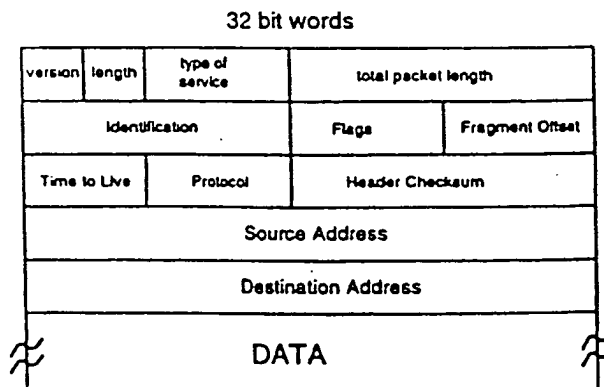 32 bit words
version length type of service total packet length
Identification Flags Fragment Offset
Time to Live Protocol Header Checksum
Source Address
Destination Address
DATA